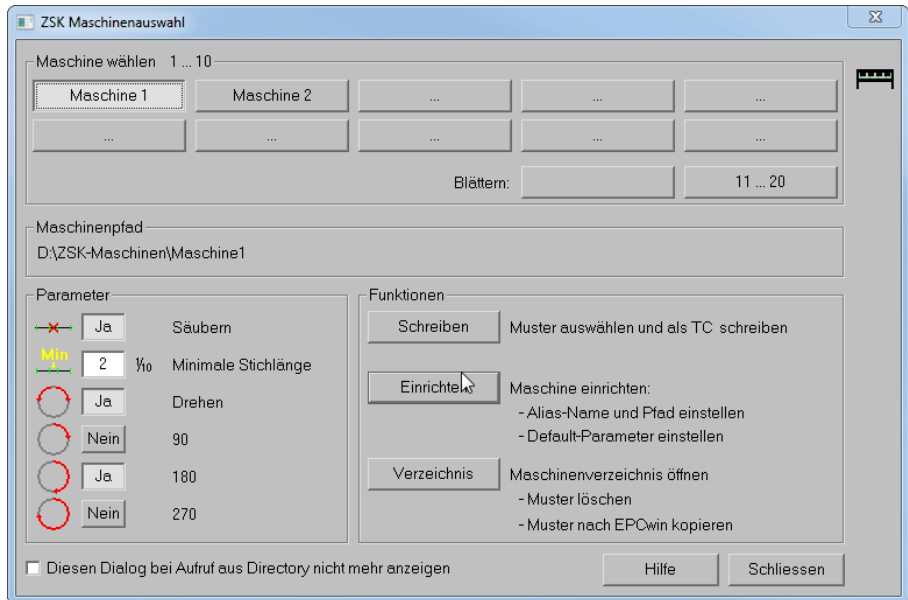 ZSK Maschinenauswahl
Maschine wählen 1 ... 10
Maschine 1 Maschine 2 ... ... ...
... ... ... ... ...
Blättern: 11 ... 20
Maschinenpfad
D:\ZSK-Maschinen\Maschine1
Parameter
Ja Säubern
Min 2 1/10 Minimale Stichlänge
Ja Drehen
Nein 90
Ja 180
Nein 270
Funktionen
Schreiben Muster auswählen und als TC schreiben
Einrichten Maschine einrichten:
- Alias-Name und Pfad einstellen
- Default-Parameter einstellen
Verzeichnis Maschinenverzeichnis öffnen
- Muster löschen
- Muster nach EPCwin kopieren
Diesen Dialog bei Aufruf aus Directory nicht mehr anzeigen
Hilfe Schliessen